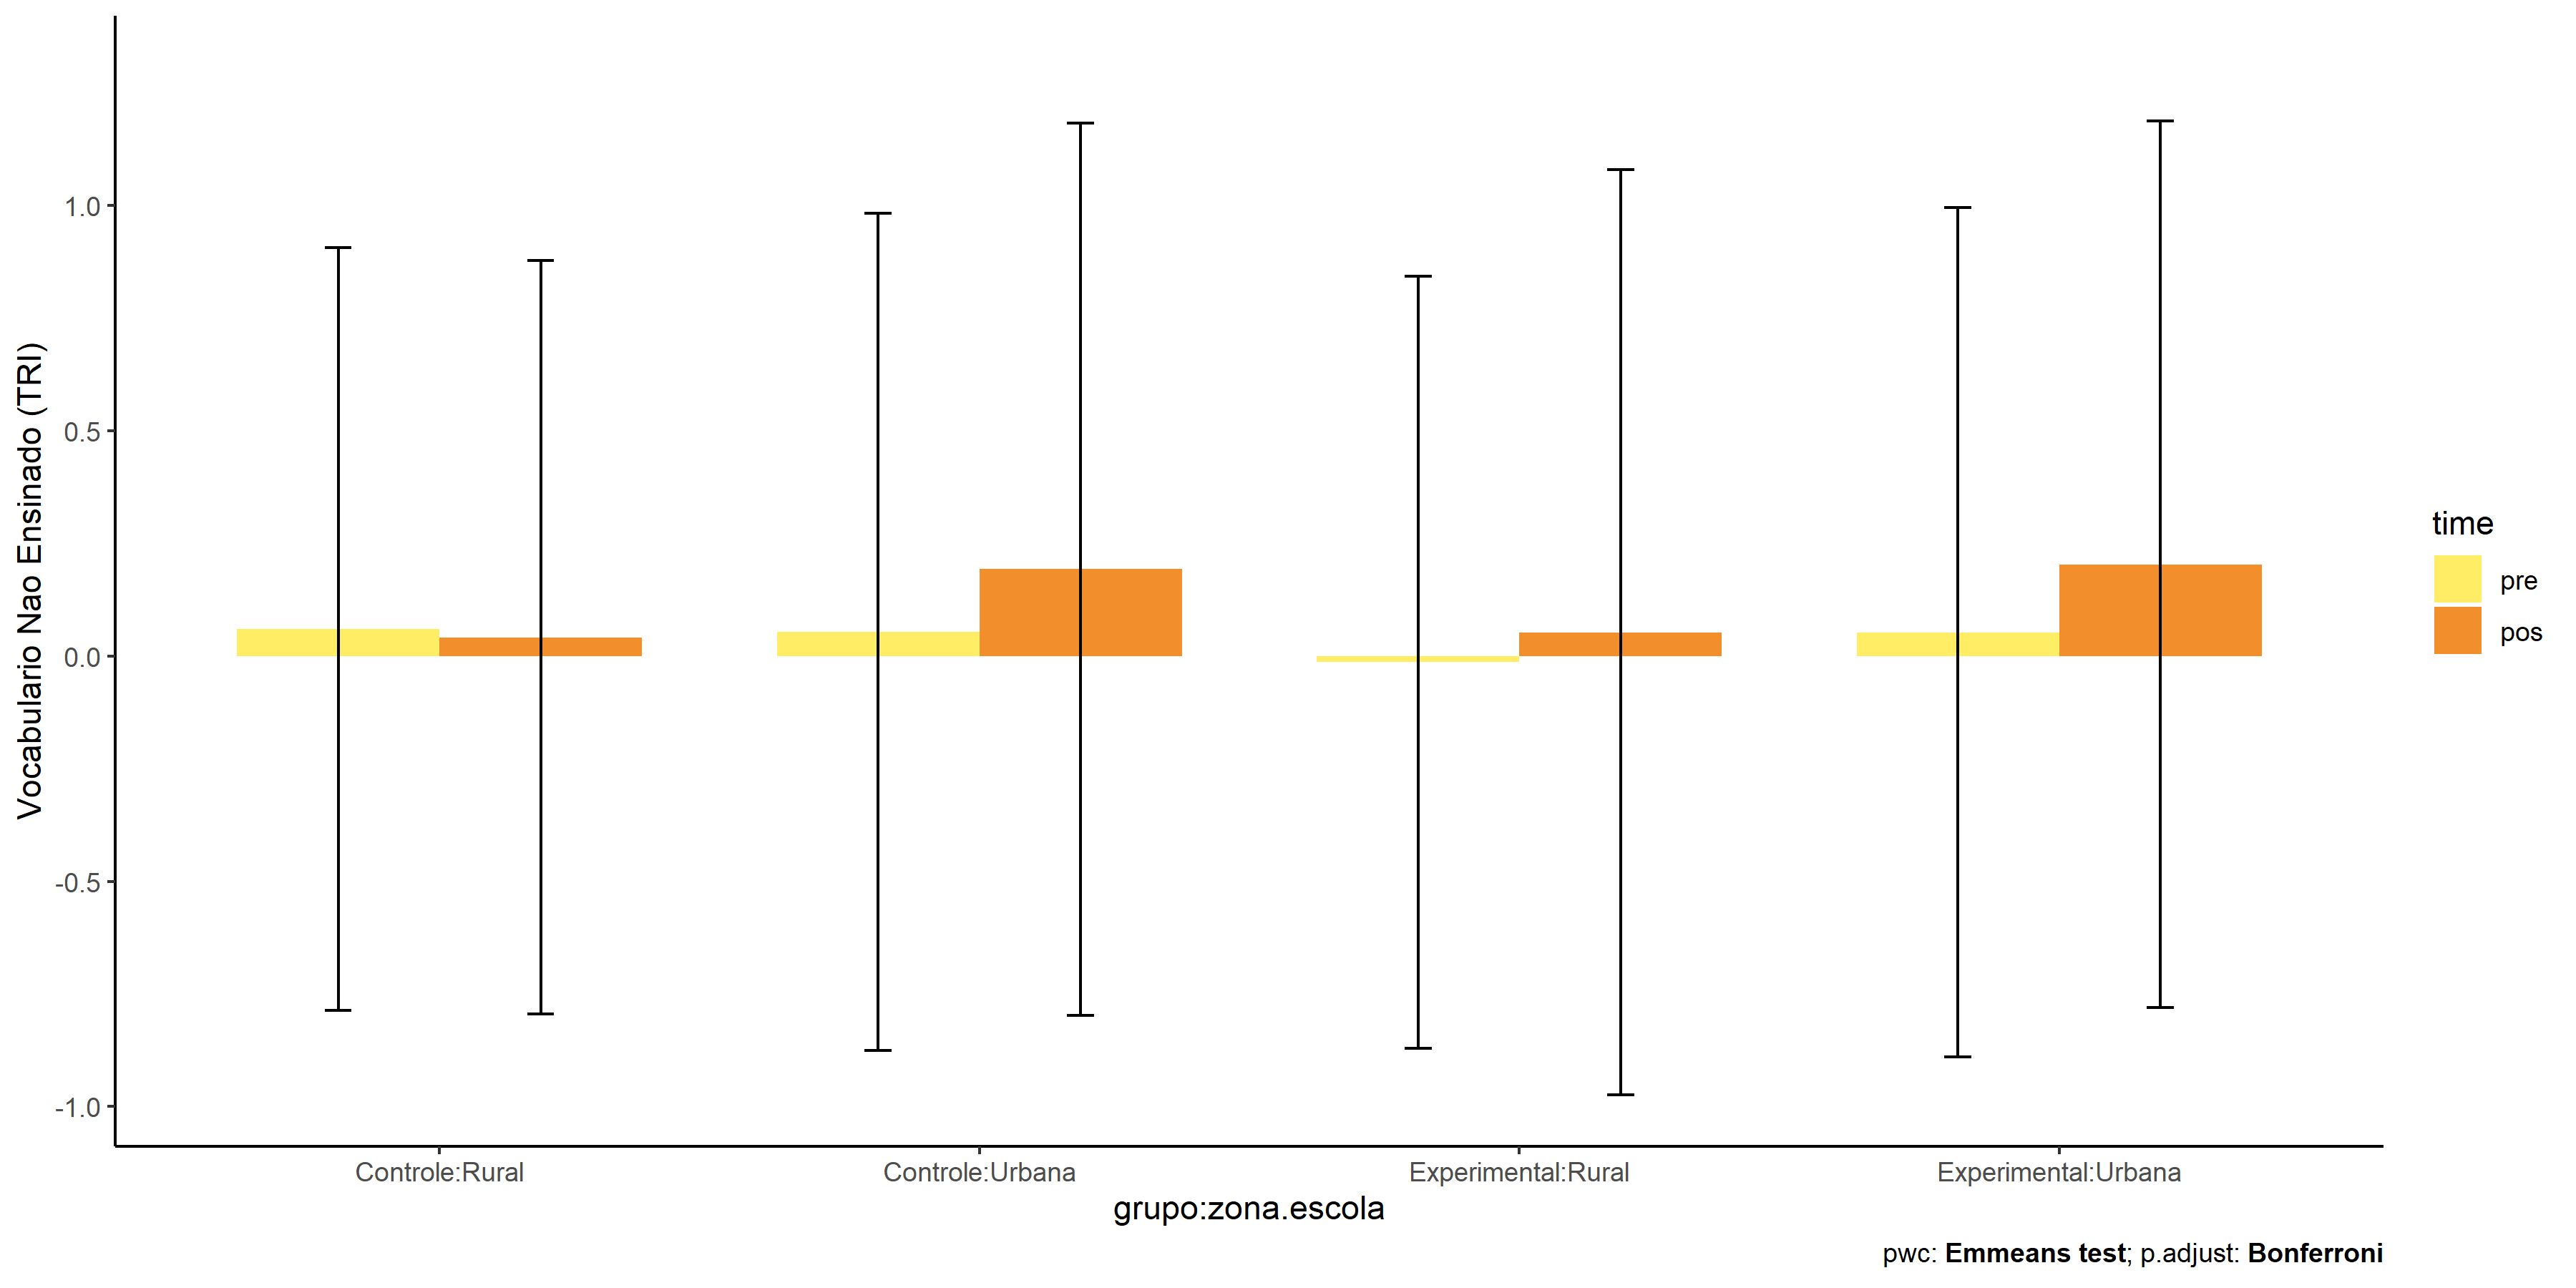 Vocabulario Nao Ensinado (TRI)
1.0
0.5
0.0
-0.5
-1.0
Controle:Rural
Controle:Urbana
Experimental:Rural
Experimental:Urbana
grupo:zona.escola
time
pre
pos
pwc: Emmeans test; p.adjust: Bonferroni